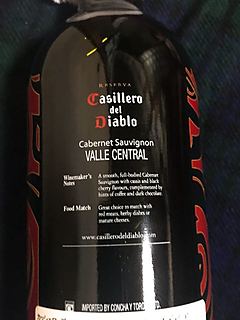 RESERVA
Casillero
del
Diablo
Cabernet Sauvignon
VALLE CENTRAL
Winemaker's Notes
A smooth, full-bodied Cabernet
Sauvignon with cassis and black
cherry flavours, complemented by
hints of coffee and dark chocolate.
Food Match
Great choice to match with
red meats, herby dishes or
mature cheeses.
www.casillerodeldiablo.com
IMPORTED BY CONCHA Y TORO